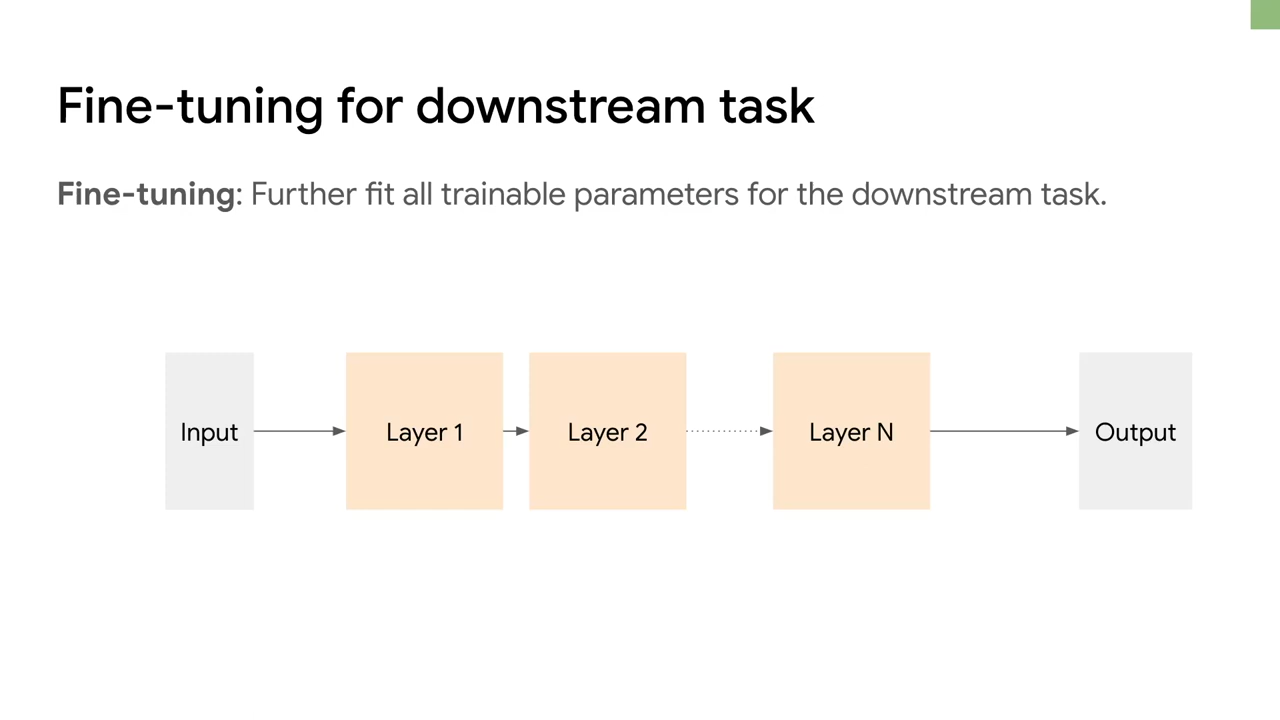 Fine-tuning for downstream task
Fine-tuning: Further fit all trainable parameters for the downstream task.
Input
Layer 1
Layer 2
Layer N
Output